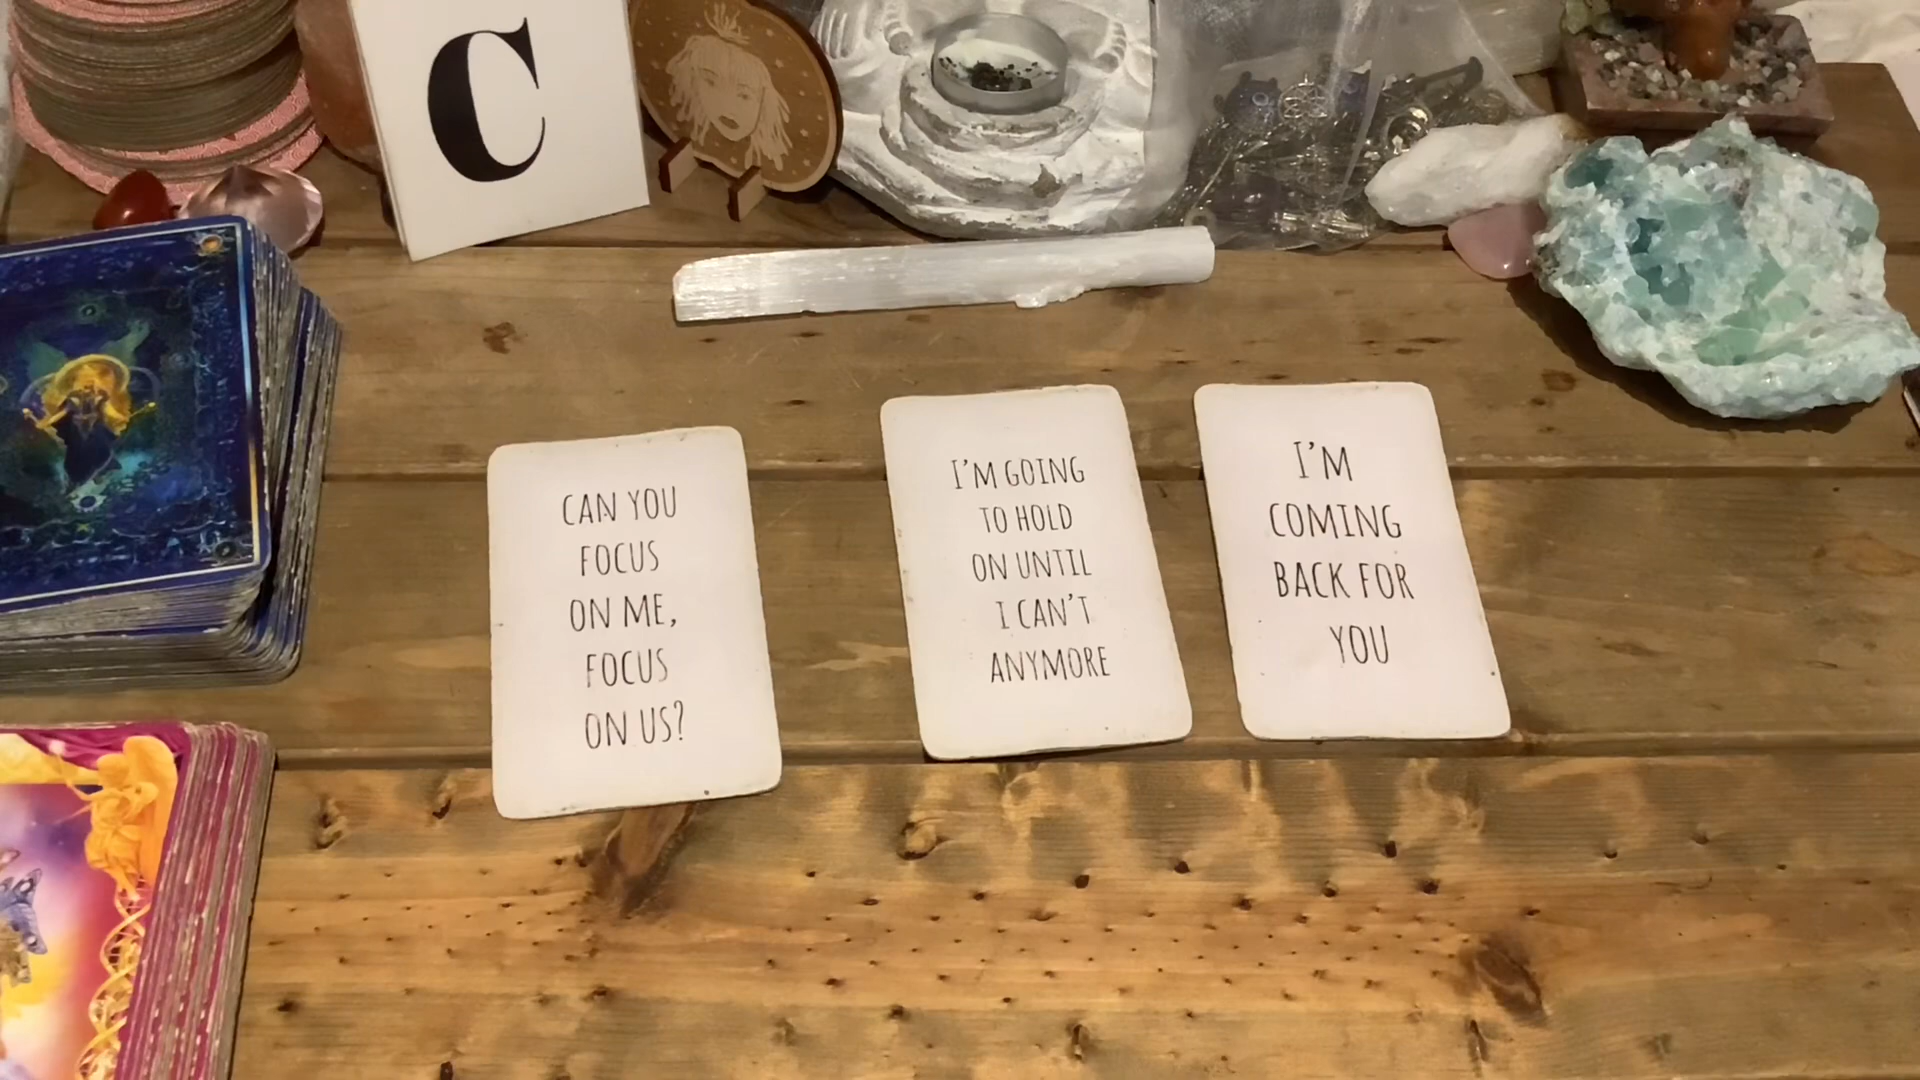 C
CAN YOU
FOCUS
ON ME,
FOCUS
ON US?
I'M GOING
TO HOLD
ON UNTIL
I CAN'T
ANYMORE
I'M
COMING
BACK FOR
YOU